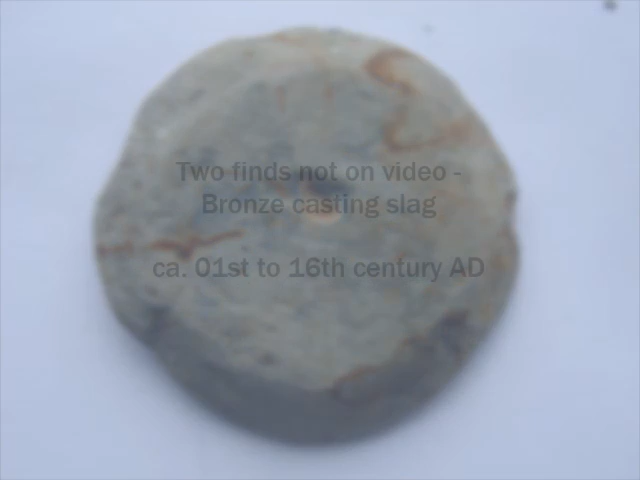 Two finds not on video -
Bronze casting slag
ca. 01st to 16th century AD